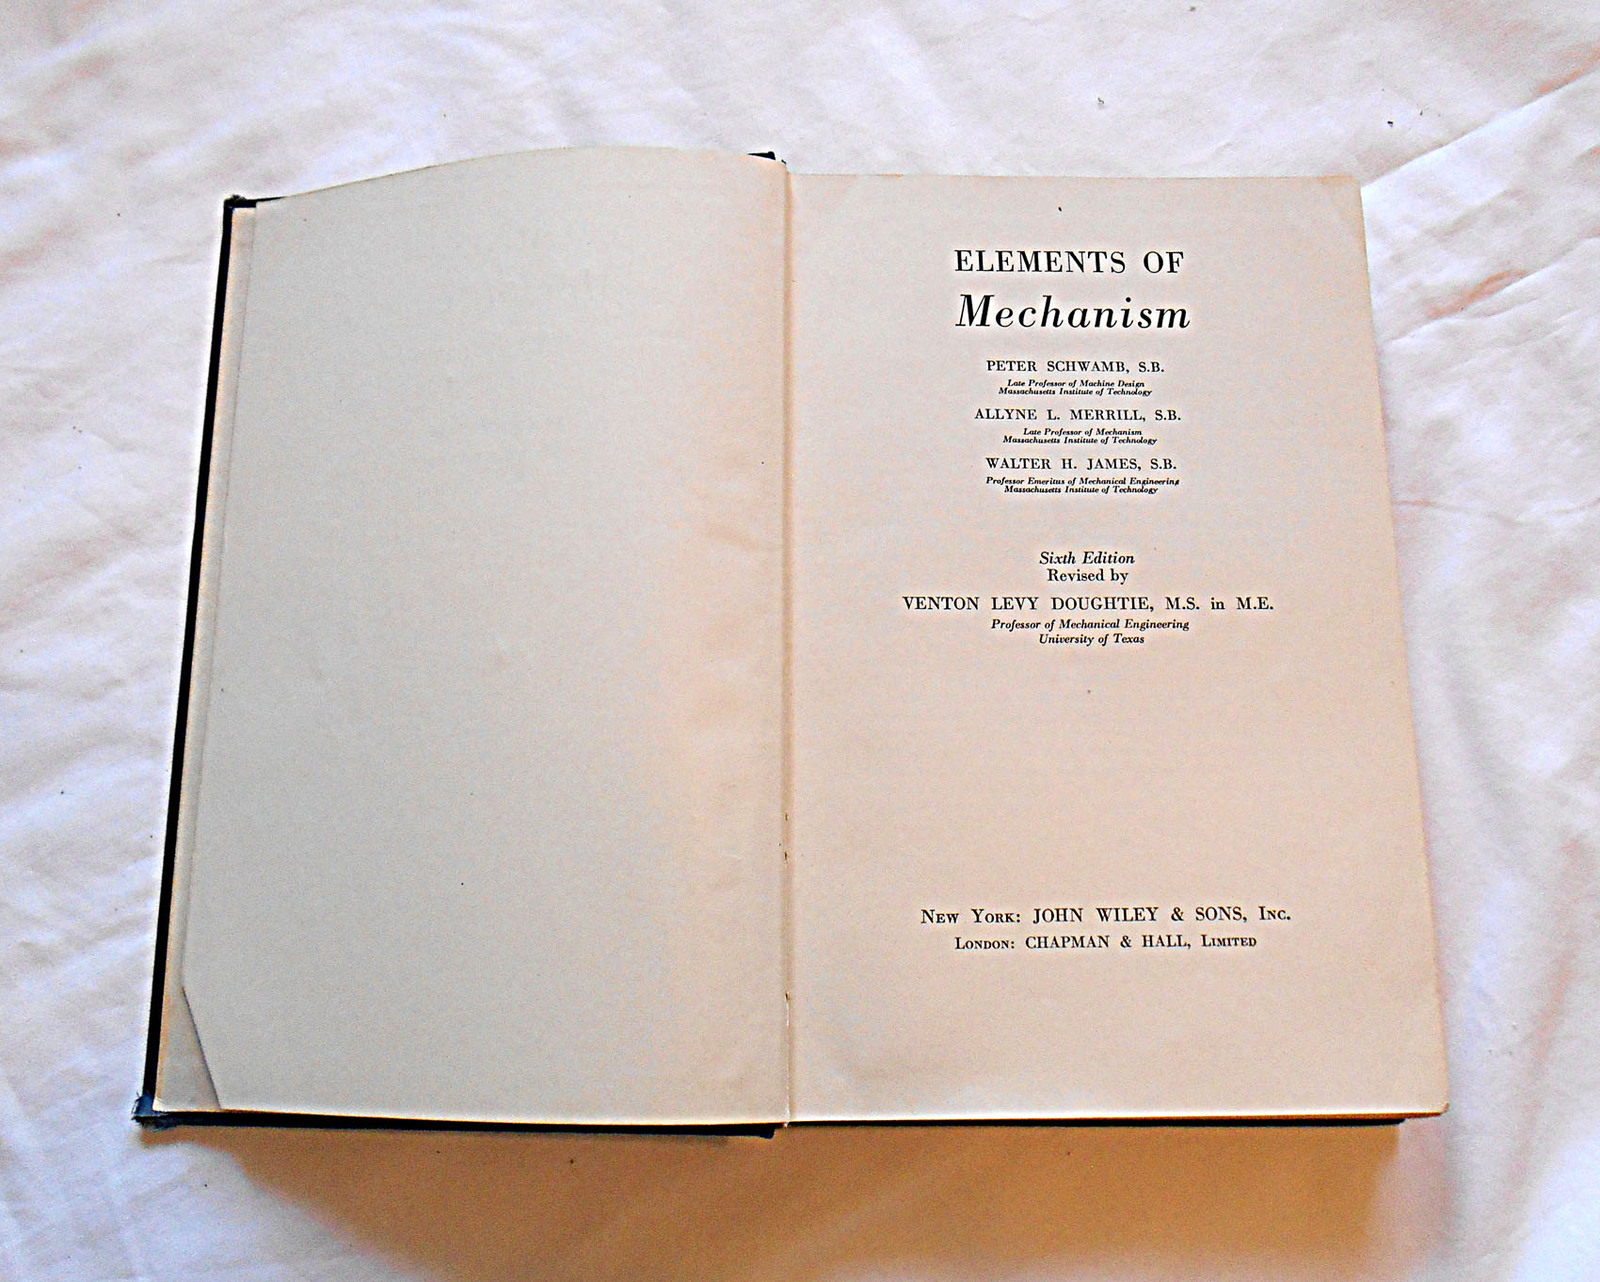 ELEMENTS OF
Mechanism
PETER SCHWAMB, S.B.
Late Professor of Machine Design
Massachusetts Institute of Technology
ALLYNE L. MERRILL, S.B.
Late Professor of Mechanism
Massachusetts Institute of Technology
WALTER H. JAMES, S.B.
Professor Emeritus of Mechanical Engineering
Massachusetts Institute of Technology
Sixth Edition
Revised by
VENTON LEVY DOUGHTIE, M.S. in M.E.
Professor of Mechanical Engineering
University of Texas
New York: JOHN WILEY & SONS, Inc.
London: CHAPMAN & HALL, Limited